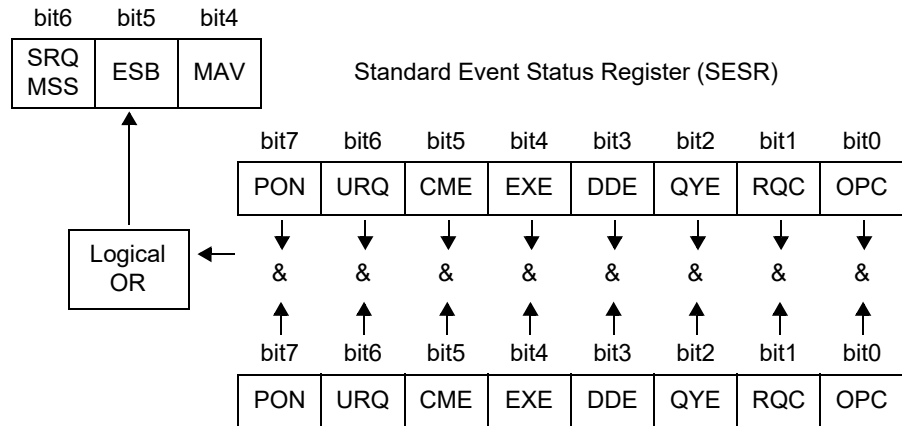 bit6 bit5 bit4
SRQ
MSS ESB MAV
Standard Event Status Register (SESR)
bit7 bit6 bit5 bit4 bit3 bit2 bit1 bit0
PON URQ CME EXE DDE QYE RQC OPC
Logical
OR
& & & & & & & &
bit7 bit6 bit5 bit4 bit3 bit2 bit1 bit0
PON URQ CME EXE DDE QYE RQC OPC